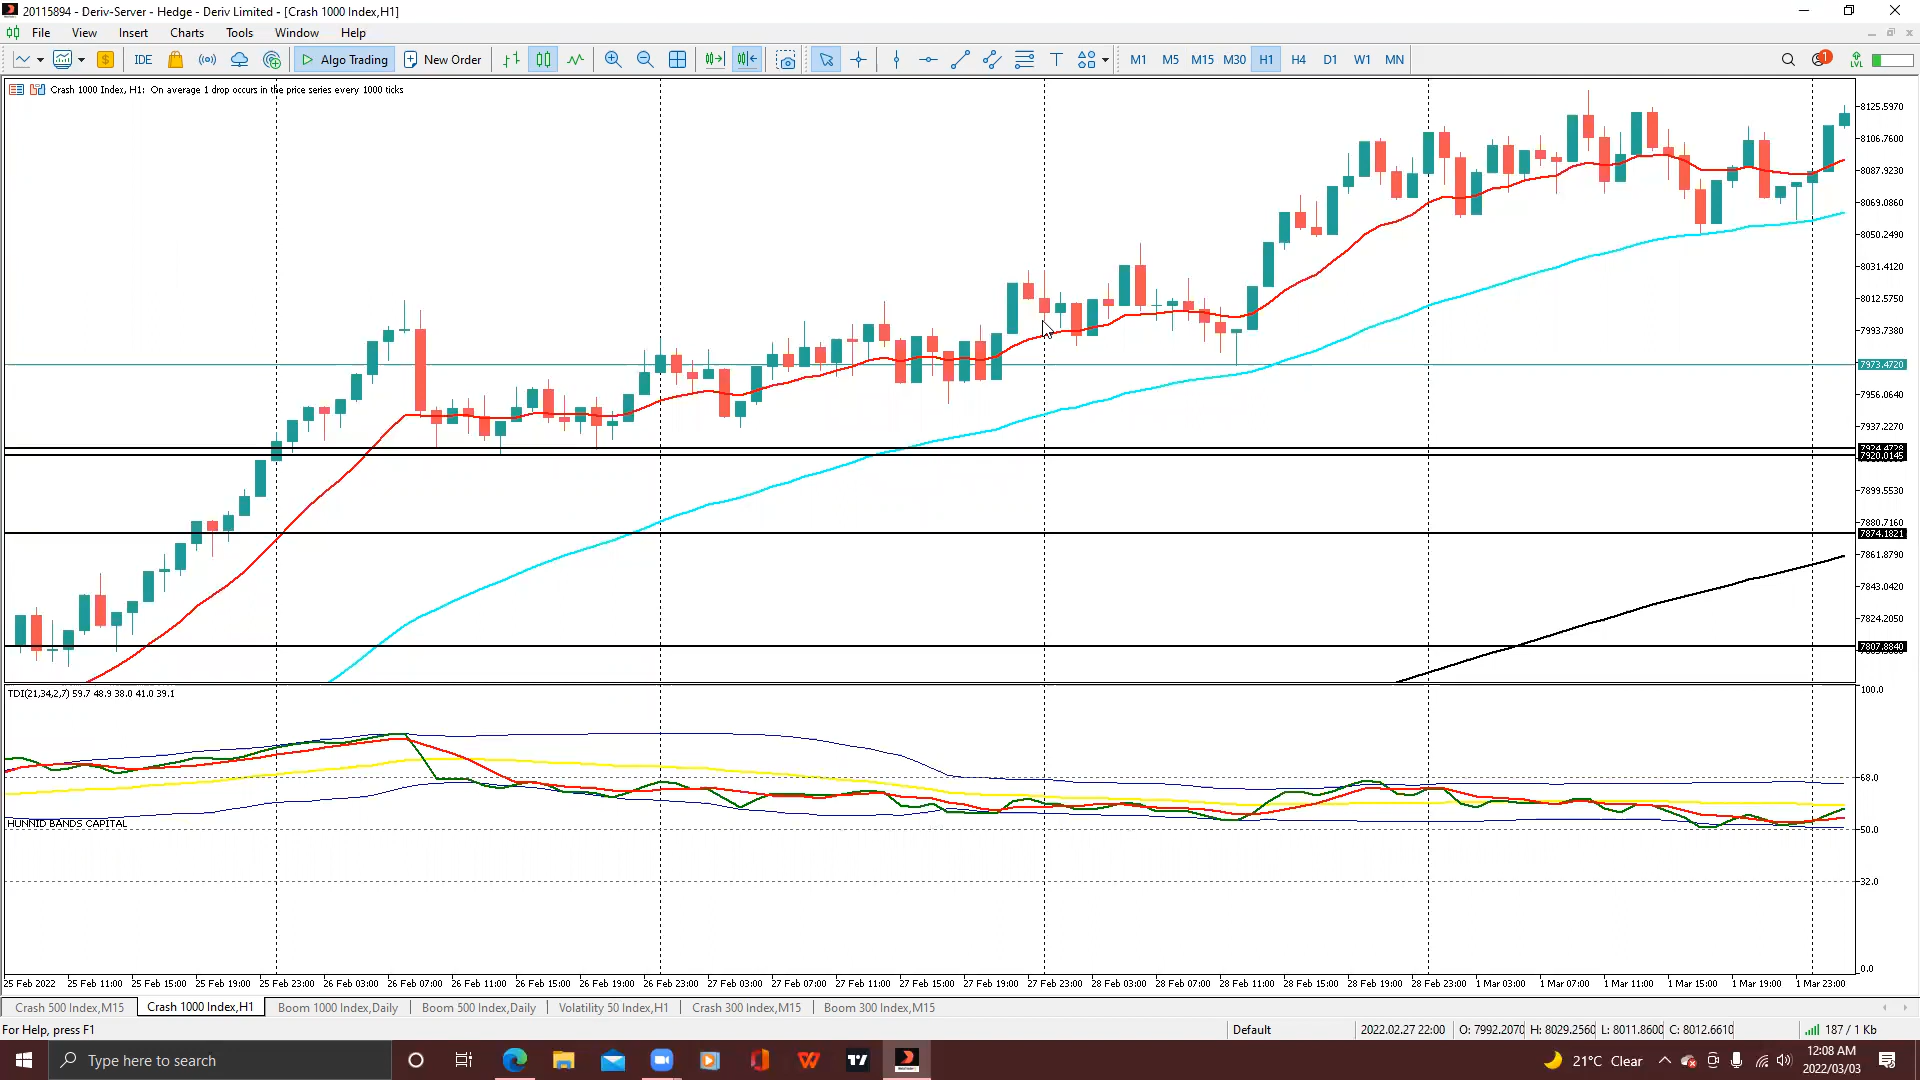 20115894 - Deriv-Server - Hedge - Deriv Limited - [Crash 1000 Index,H1]
File View Insert Charts Tools Window Help
IDE Algo Trading New Order M1 M5 M15 M30 H1 H4 D1 W1 MN 1 LVL
Crash 1000 Index, H1: On average 1 drop occurs in the price series every 1000 ticks
8125.5970
8106.7600
8087.9230
8069.0860
8050.2490
8031.4120
8012.5750
7993.7380
7973.4720
7956.0640
7937.2270
7920.0145
7899.5530
7880.7160
7874.1821
7861.8790
7843.0420
7824.2050
7807.8840
TDI(21,34,2,7) 59.7 48.9 38.0 41.0 39.1
100.0
68.0
HUNNID BANDS CAPITAL
50.0
32.0
0.0
25 Feb 2022 25 Feb 11:00 25 Feb 15:00 25 Feb 19:00 25 Feb 23:00 26 Feb 03:00 26 Feb 07:00 26 Feb 11:00 26 Feb 15:00 26 Feb 19:00 26 Feb 23:00 27 Feb 03:00 27 Feb 07:00 27 Feb 11:00 27 Feb 15:00 27 Feb 19:00 27 Feb 23:00 28 Feb 03:00 28 Feb 07:00 28 Feb 11:00 28 Feb 15:00 28 Feb 19:00 28 Feb 23:00 1 Mar 03:00 1 Mar 07:00 1 Mar 11:00 1 Mar 15:00 1 Mar 19:00 1 Mar 23:00
Crash 500 Index,M15 Crash 1000 Index,H1 Boom 1000 Index,Daily Boom 500 Index,Daily Volatility 50 Index,H1 Crash 300 Index,M15 Boom 300 Index,M15
For Help, press F1 Default 2022.02.27 22:00 O: 7992.2070 H: 8029.2560 L: 8011.8600 C: 8012.6610 187 / 1 Kb
Type here to search 21°C Clear 12:08 AM
2022/03/03